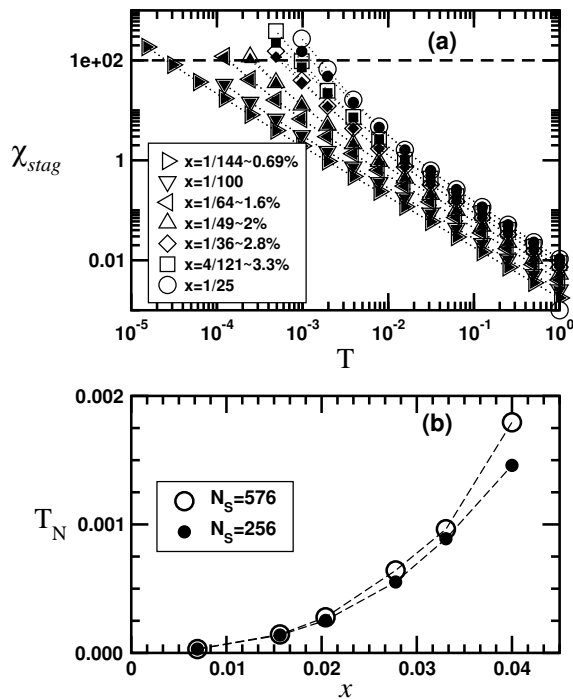 (a)
1e+02
1
0.01
χstag
x=1/144~0.69%
x=1/100
x=1/64~1.6%
x=1/49~2%
x=1/36~2.8%
x=4/121~3.3%
x=1/25
10^-5 10^-4 10^-3 10^-2 10^-1 10^0
T
(b)
0.002
0.001
0.000
T_N
N_S=576
N_S=256
0.00 0.01 0.02 0.03 0.04
x